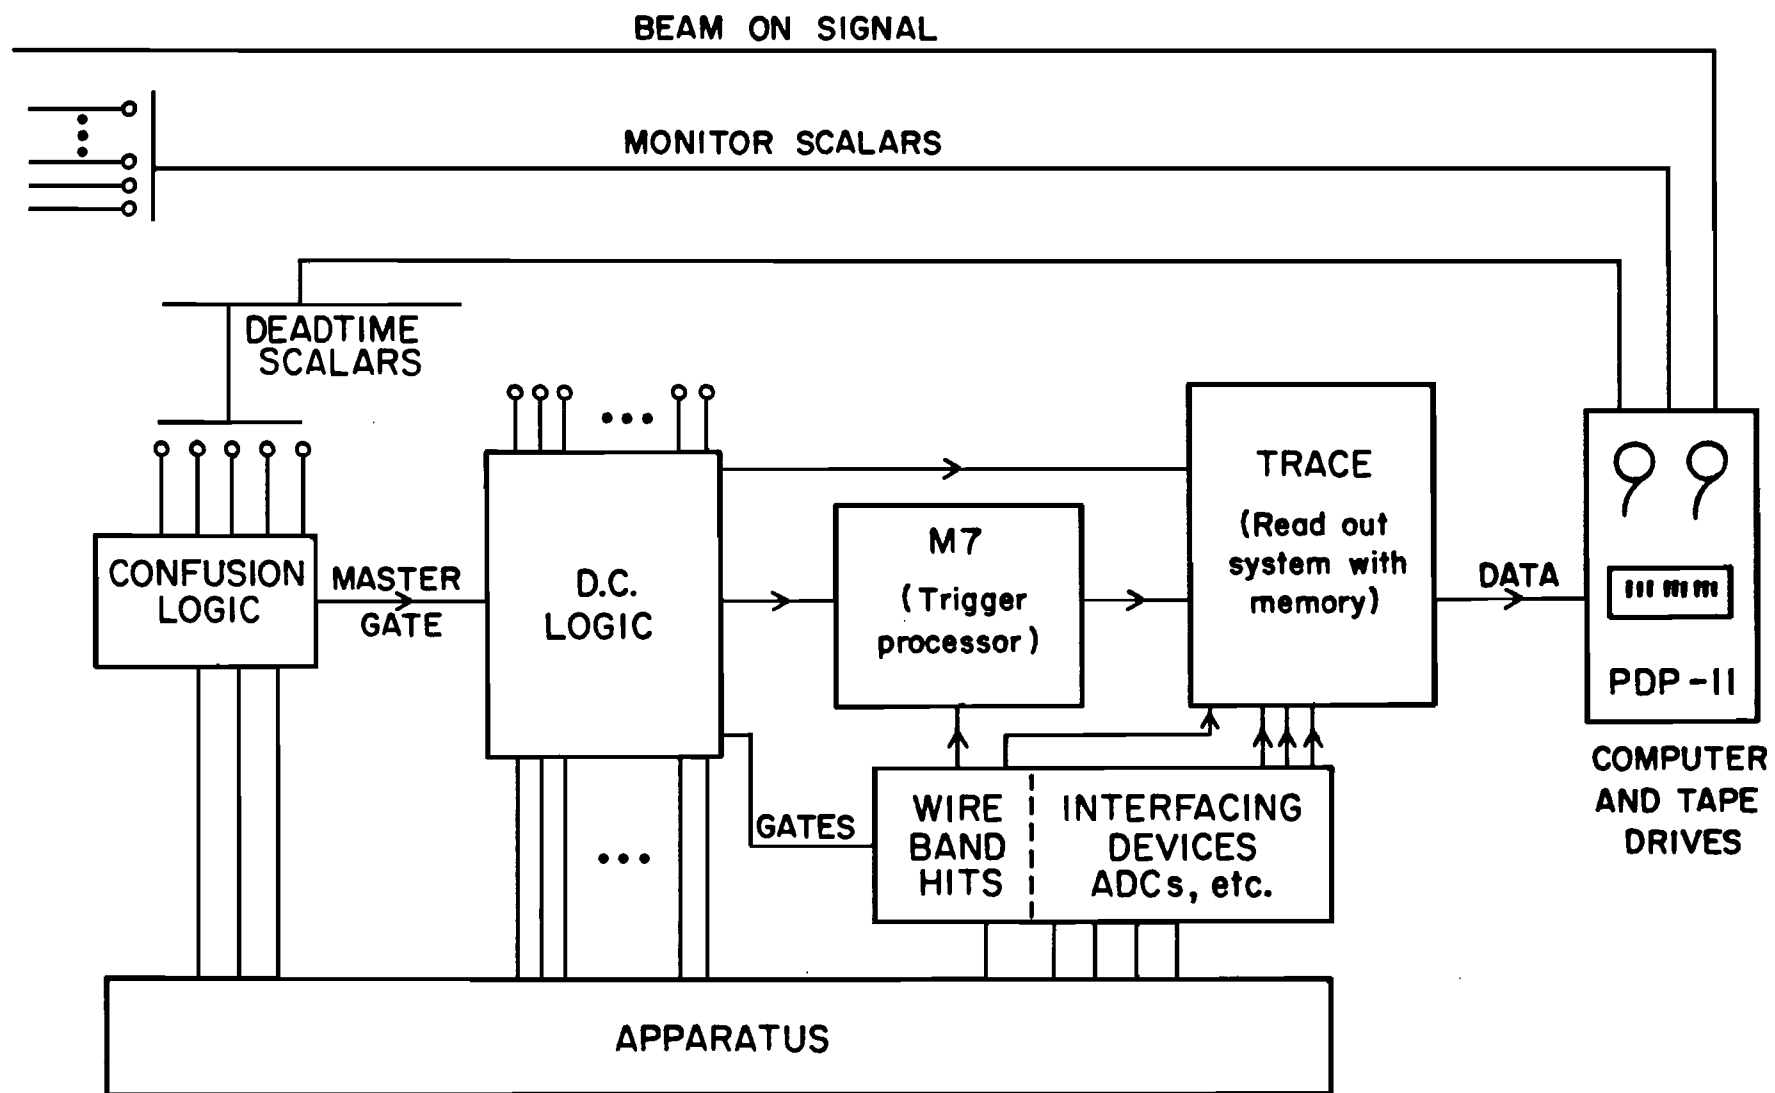 BEAM ON SIGNAL
MONITOR SCALARS
DEADTIME
SCALARS
CONFUSION
LOGIC
MASTER
GATE
D.C.
LOGIC
M7
(Trigger
processor)
TRACE
(Read out
system with
memory)
DATA
PDP-11
COMPUTER
AND TAPE
DRIVES
GATES
WIRE
BAND
HITS
INTERFACING
DEVICES
ADCs, etc.
APPARATUS